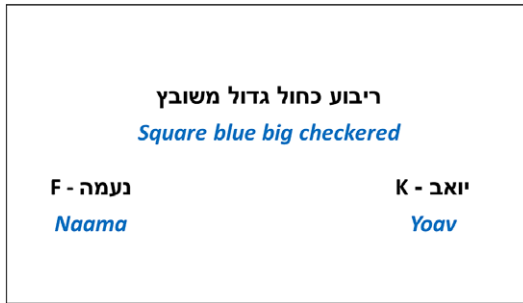 ריבוע כחול גדול משובץ
Square blue big checkered
יואב - K
נעמה - F
Yoav
Naama